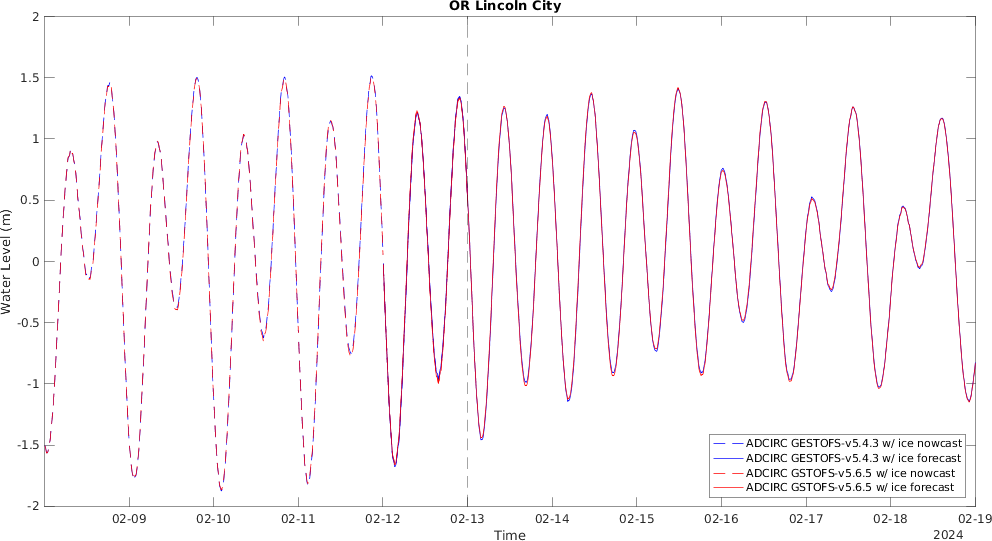 OR Lincoln City
Water Level (m)
2
1.5
1
0.5
0
-0.5
-1
-1.5
-2
ADCIRC GESTOFS-v5.4.3 w/ ice nowcast
ADCIRC GESTOFS-v5.4.3 w/ ice forecast
ADCIRC GSTOFS-v5.6.5 w/ ice nowcast
ADCIRC GSTOFS-v5.6.5 w/ ice forecast
02-09 02-10 02-11 02-12 02-13 02-14 02-15 02-16 02-17 02-18 02-19
Time
2024